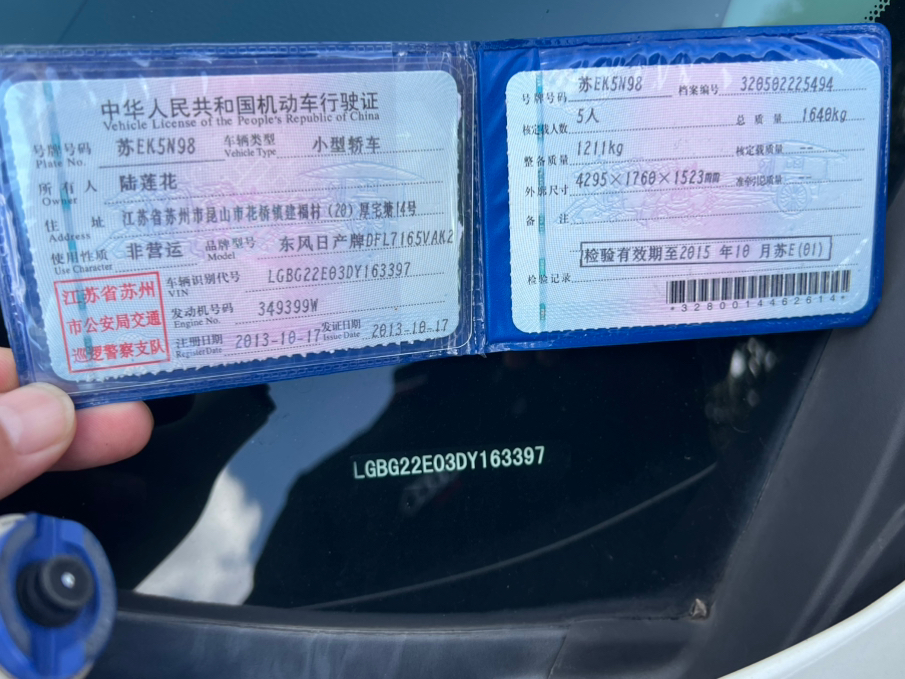 中华人民共和国机动车行驶证
Vehicle License of the People's Republic of China
号牌号码 苏EK5N98 车辆类型 小型轿车
Plate No. Vehicle Type
所有人 陆莲花
Owner
住址 江苏省苏州市昆山市花桥镇建福村(20)厚宅第14号
Address
使用性质 非营运 品牌型号 东风日产牌DFL7165VAK2
Use Character Model
江苏省苏州
市公安局交通
巡逻警察支队
车辆识别代号 LGBG22E03DY163397
VIN
发动机号码 349399W
Engine No.
注册日期 2013-10-17 发证日期 2013-10-17
Register Date Issue Date
号牌号码 苏EK5N98 档案编号 320502225494
核定载人数 5人 总质量 1640kg
整备质量 1211kg 核定载质量 --
外廓尺寸 4295×1760×1523mm 准牵引总质量 --
备注
检验记录
检验有效期至2015年10月苏E(01)
*3280014462614*
LGBG22E03DY163397